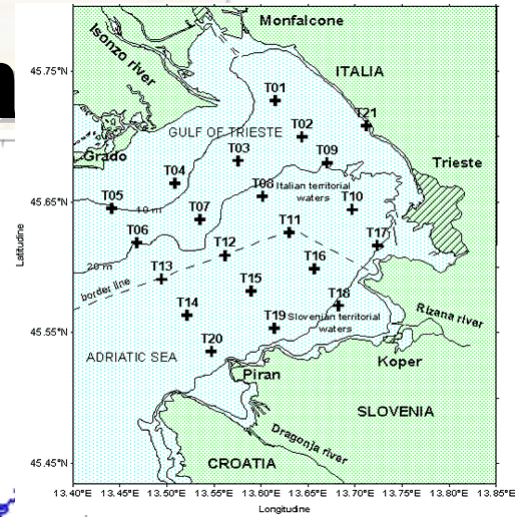 Monfalcone
Isonzo river
45.75°N
ITALIA
T01
T21
T02
GULF OF TRIESTE
T03
T09
Grado
Trieste
T04
T08
Italian territorial
waters
45.65°N
T05
10 m
T07
T10
T06
T11
T17
T12
Latitudine
20 m
T13
T16
border line
T15
T18
Rizana river
T14
T19
Slovenian territorial
waters
45.55°N
T20
ADRIATIC SEA
Koper
Piran
SLOVENIA
Dragonja river
45.45°N
CROATIA
13.40°E
13.45°E
13.50°E
13.55°E
13.60°E
13.65°E
13.70°E
13.75°E
13.80°E
13.85°E
Longitudine